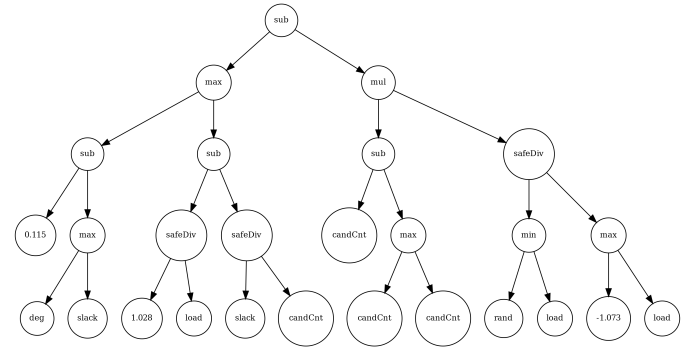 sub
max mul
sub sub sub safeDiv
0.115 max safeDiv safeDiv candCnt max min max
deg slack 1.028 load slack candCnt candCnt candCnt rand load -1.073 load